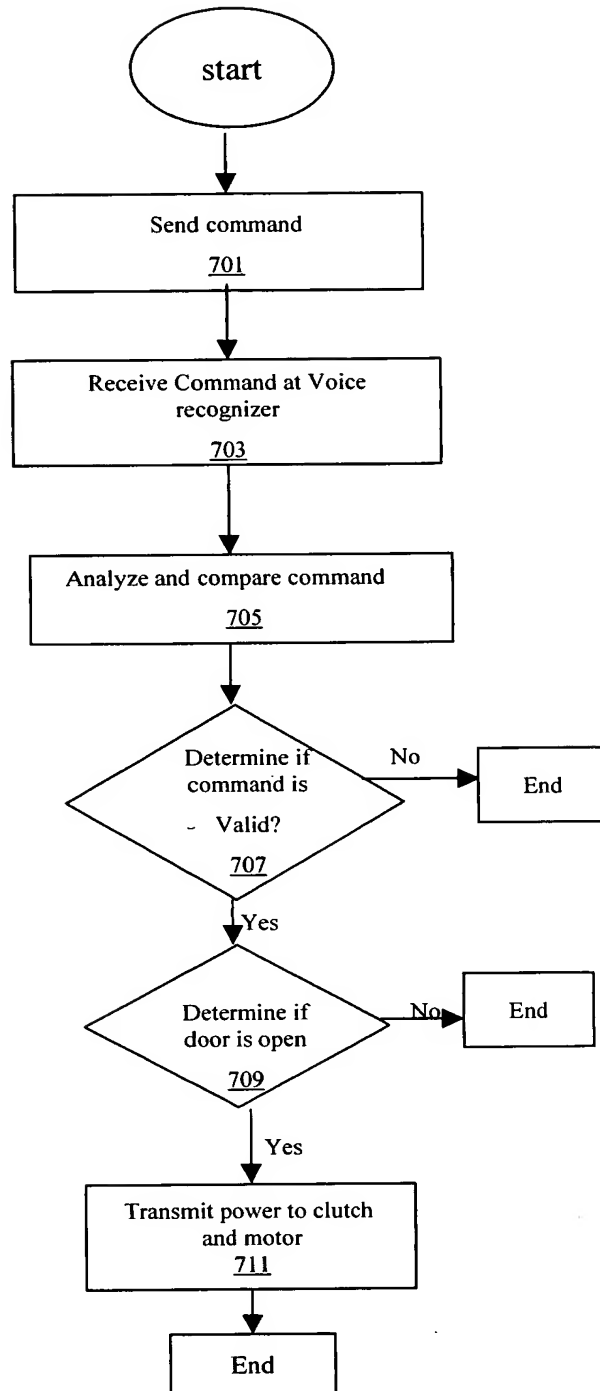 start
Send command
701
Receive Command at Voice
recognizer
703
Analyze and compare command
705
Determine if
command is
Valid?
707
No
End
Yes
Determine if
door is open
709
No
End
Yes
Transmit power to clutch
and motor
711
End